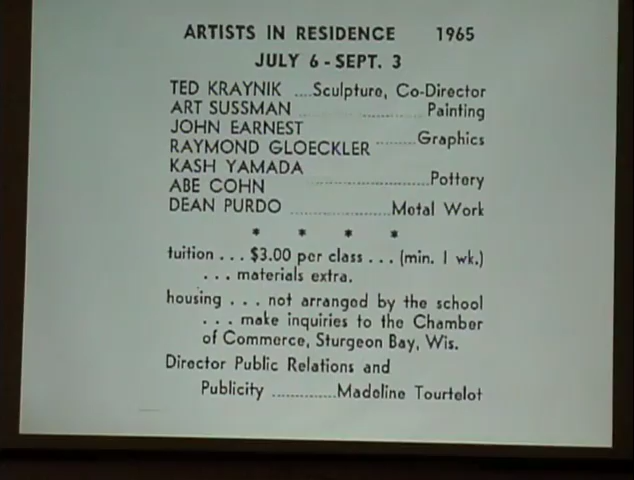 ARTISTS IN RESIDENCE 1965
JULY 6 - SEPT. 3
TED KRAYNIK ....Sculpture, Co-Director
ART SUSSMAN ................Painting
JOHN EARNEST
RAYMOND GLOECKLER .........Graphics
KASH YAMADA
ABE COHN ..........................Pottery
DEAN PURDO ......................Metal Work
* * * *
tuition . . . $3.00 per class . . . (min. 1 wk.)
. . . materials extra.
housing . . . not arranged by the school
. . . make inquiries to the Chamber
of Commerce, Sturgeon Bay, Wis.
Director Public Relations and
Publicity ..............Madeline Tourtelot